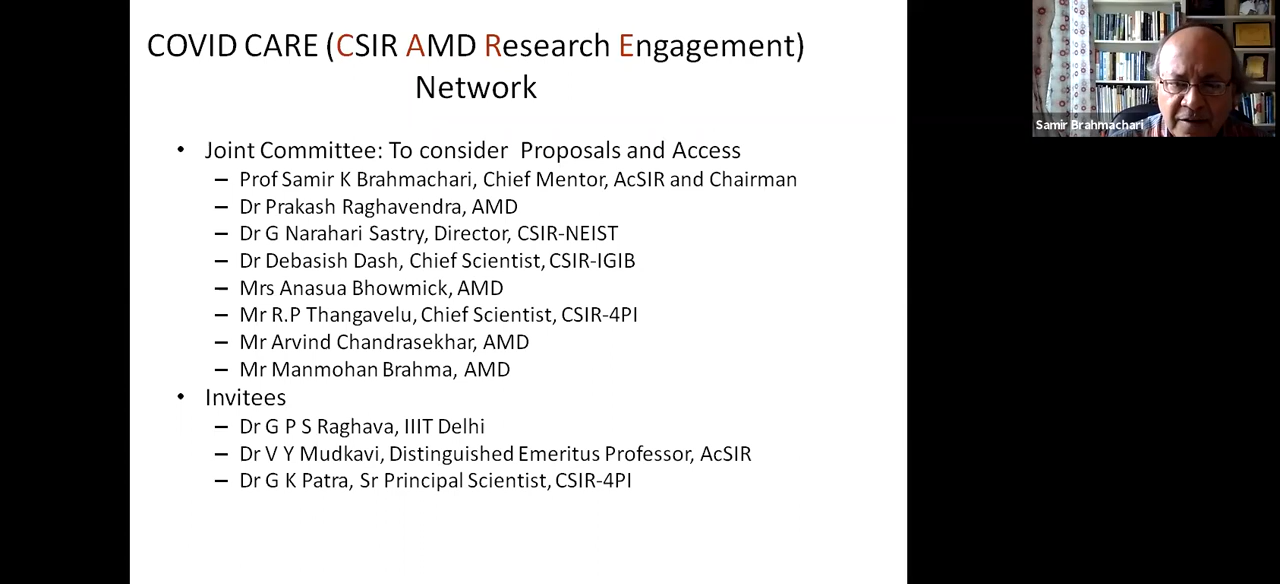 COVID CARE (CSIR AMD Research Engagement)
Network
• Joint Committee: To consider Proposals and Access
– Prof Samir K Brahmachari, Chief Mentor, AcSIR and Chairman
– Dr Prakash Raghavendra, AMD
– Dr G Narahari Sastry, Director, CSIR-NEIST
– Dr Debasish Dash, Chief Scientist, CSIR-IGIB
– Mrs Anasua Bhowmick, AMD
– Mr R.P Thangavelu, Chief Scientist, CSIR-4PI
– Mr Arvind Chandrasekhar, AMD
– Mr Manmohan Brahma, AMD
• Invitees
– Dr G P S Raghava, IIIT Delhi
– Dr V Y Mudkavi, Distinguished Emeritus Professor, AcSIR
– Dr G K Patra, Sr Principal Scientist, CSIR-4PI
Samir Brahmachari